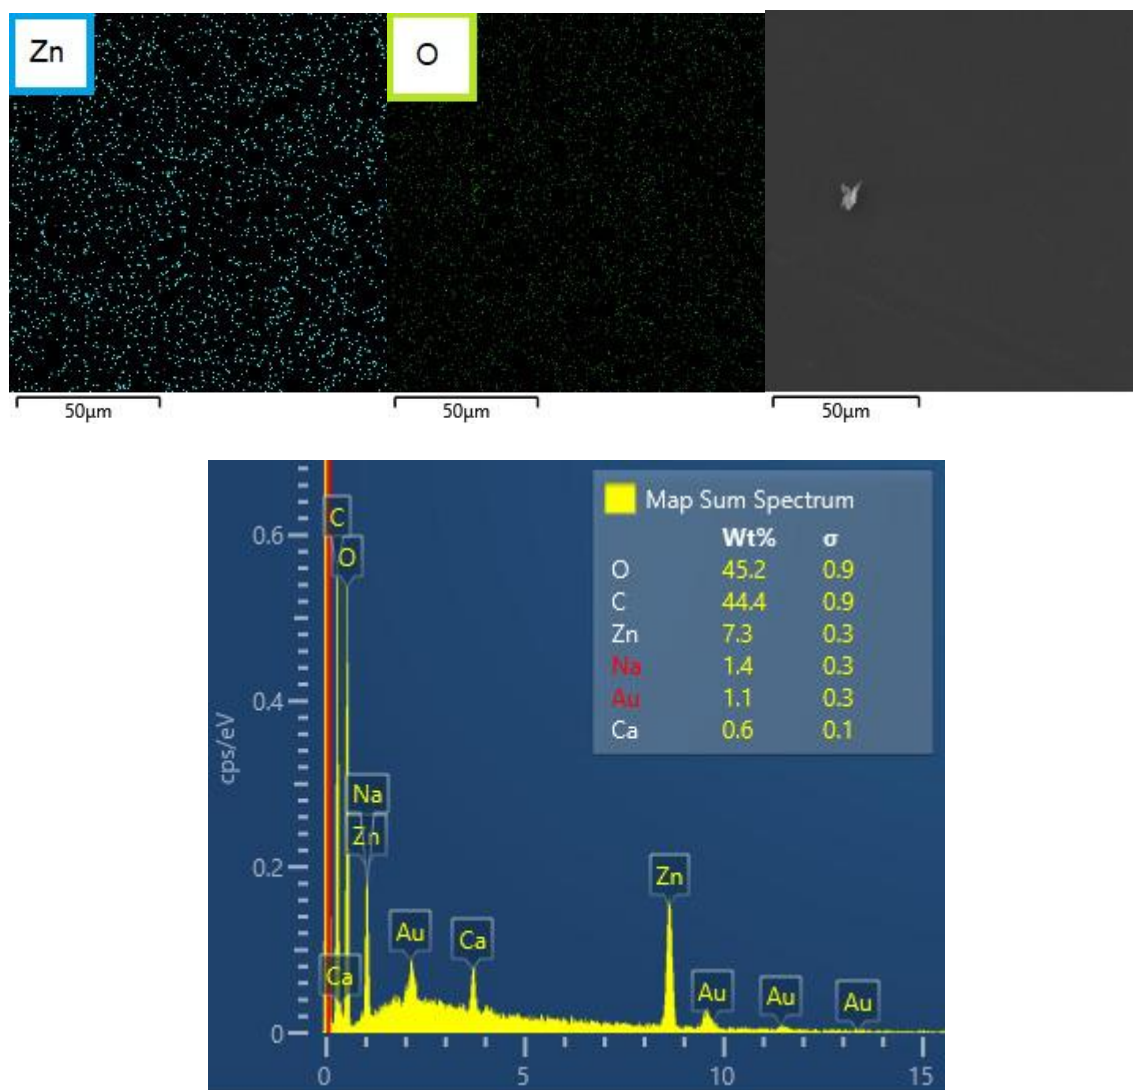 Zn
O
50µm
50µm
50µm
Map Sum Spectrum
Wt% σ
O 45.2 0.9
C 44.4 0.9
Zn 7.3 0.3
Na 1.4 0.3
Au 1.1 0.3
Ca 0.6 0.1
cps/eV
0.6
0.4
0.2
0
C
O
Na
Zn
Ca
Au
Ca
Zn
Au
Au
Au
0 5 10 15